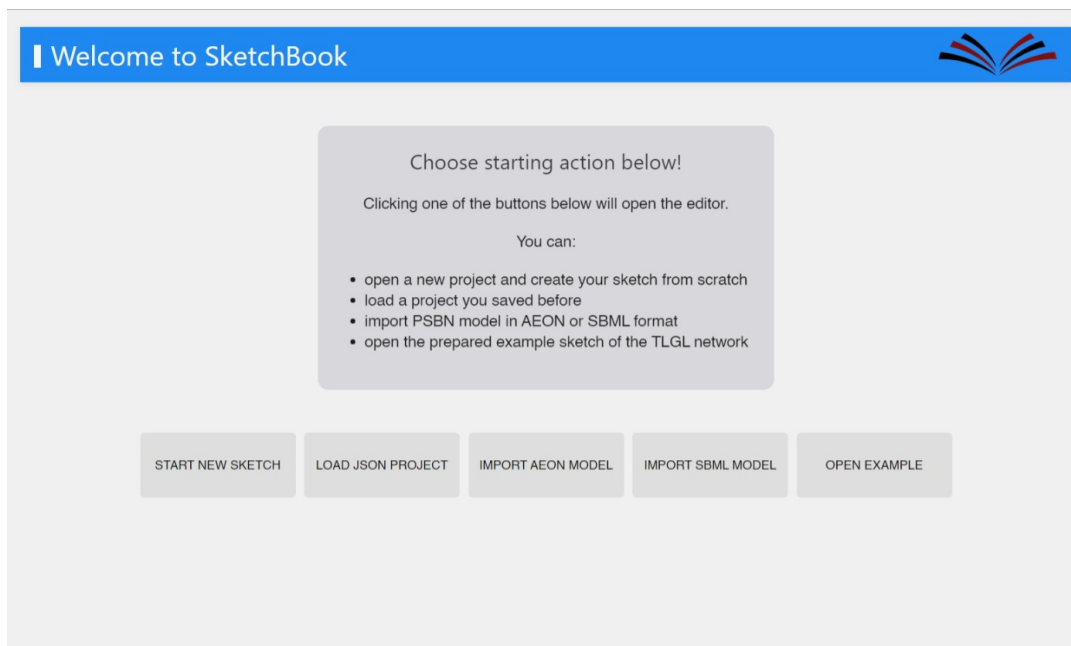 Welcome to SketchBook
Choose starting action below!
Clicking one of the buttons below will open the editor.
You can:
• open a new project and create your sketch from scratch
• load a project you saved before
• import PSBN model in AEON or SBML format
• open the prepared example sketch of the TLGL network
START NEW SKETCH
LOAD JSON PROJECT
IMPORT AEON MODEL
IMPORT SBML MODEL
OPEN EXAMPLE